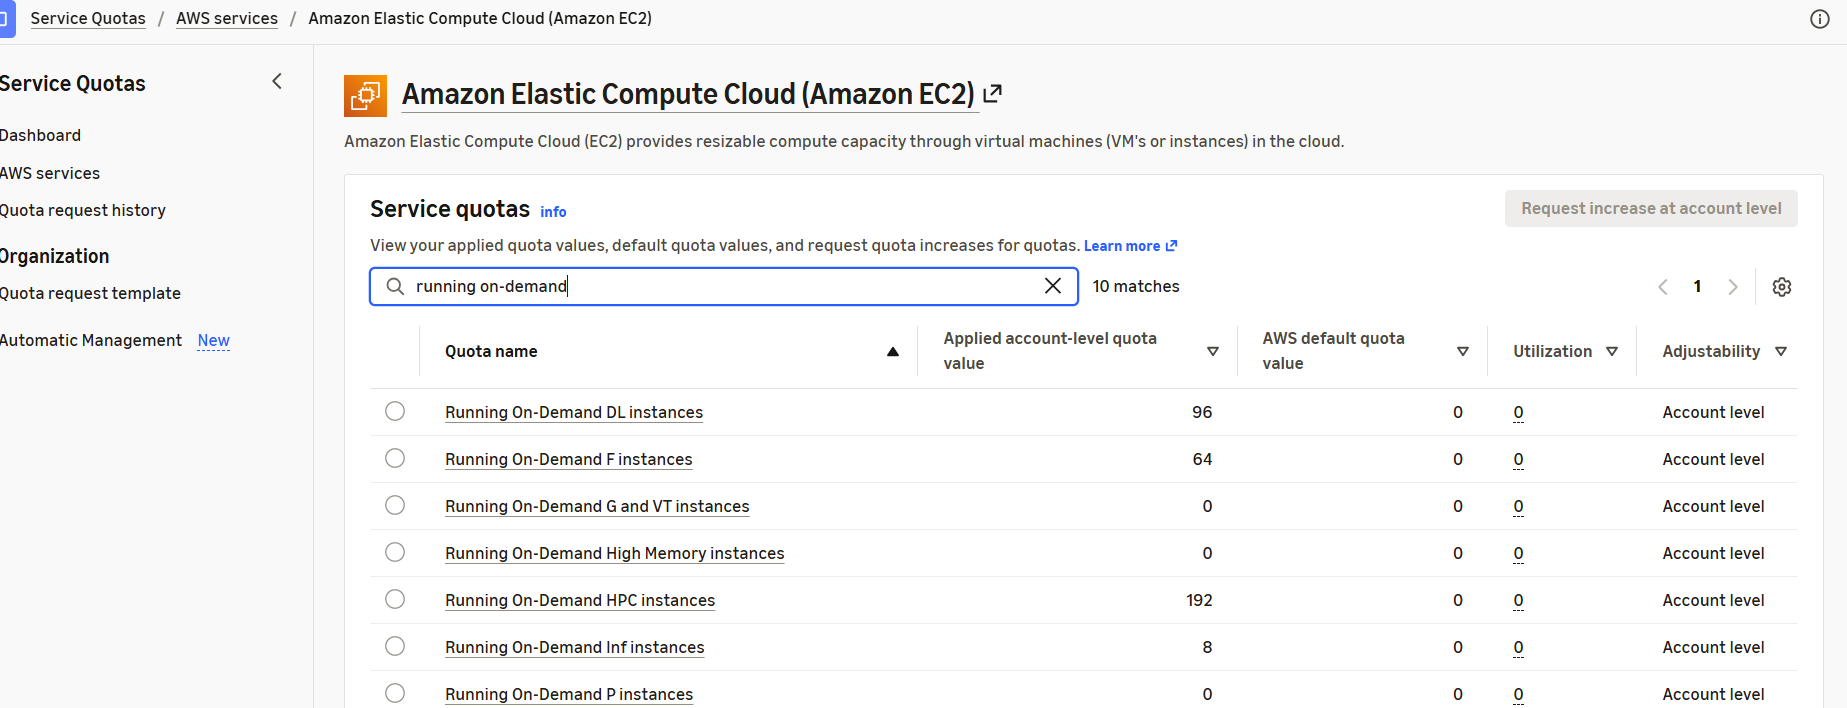 Service Quotas / AWS services / Amazon Elastic Compute Cloud (Amazon EC2)
Service Quotas
Dashboard
AWS services
Quota request history
Organization
Quota request template
Automatic Management New
Amazon Elastic Compute Cloud (Amazon EC2)
Amazon Elastic Compute Cloud (EC2) provides resizable compute capacity through virtual machines (VM's or instances) in the cloud.
Service quotas info
Request increase at account level
View your applied quota values, default quota values, and request quota increases for quotas. Learn more
running on-demand
10 matches
1
Quota name
Applied account-level quota value
AWS default quota value
Utilization
Adjustability
Running On-Demand DL instances 96 0 0 Account level
Running On-Demand F instances 64 0 0 Account level
Running On-Demand G and VT instances 0 0 0 Account level
Running On-Demand High Memory instances 0 0 0 Account level
Running On-Demand HPC instances 192 0 0 Account level
Running On-Demand Inf instances 8 0 0 Account level
Running On-Demand P instances 0 0 0 Account level